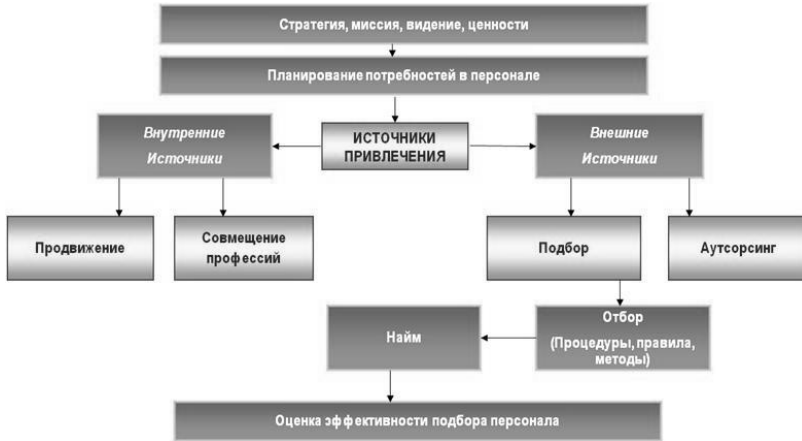 Стратегия, миссия, видение, ценности
Планирование потребностей в персонале
Внутренние
Источники
ИСТОЧНИКИ
ПРИВЛЕЧЕНИЯ
Внешние
Источники
Продвижение
Совмещение
профессий
Подбор
Аутсорсинг
Найм
Отбор
(Процедуры, правила,
методы)
Оценка эффективности подбора персонала